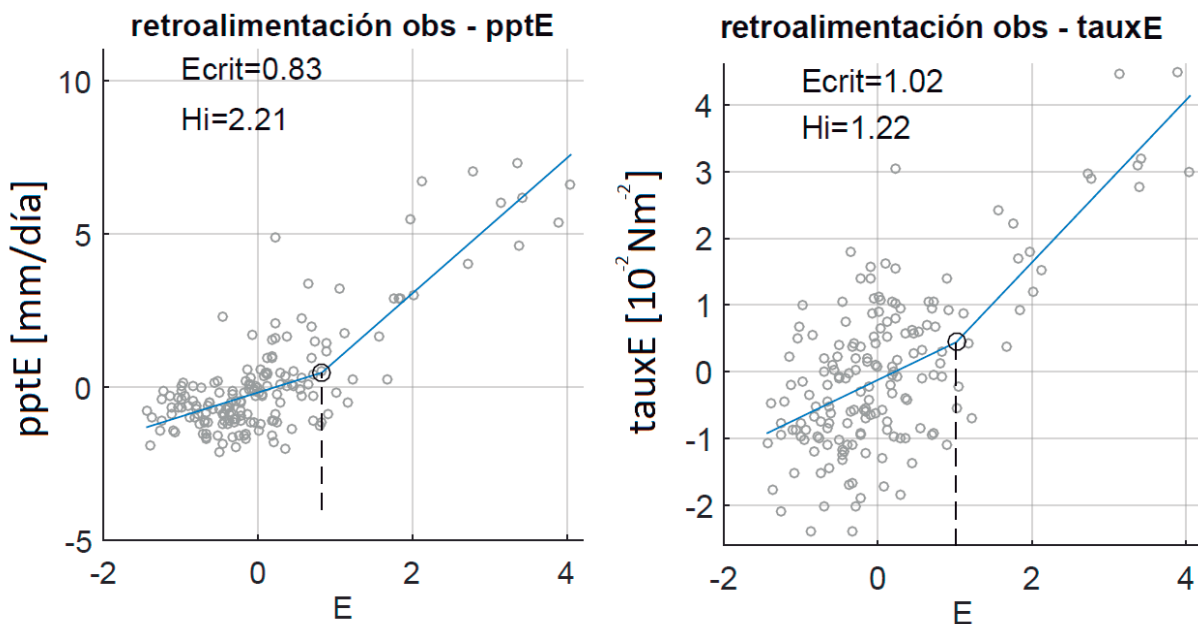 retroalimentación obs - pptE
Ecrit=0.83
Hi=2.21
pptE [mm/día]
10
5
0
-5
-2
0
2
4
E
retroalimentación obs - tauxE
Ecrit=1.02
Hi=1.22
tauxE [10⁻² Nm⁻²]
4
3
2
1
0
-1
-2
-2
0
2
4
E